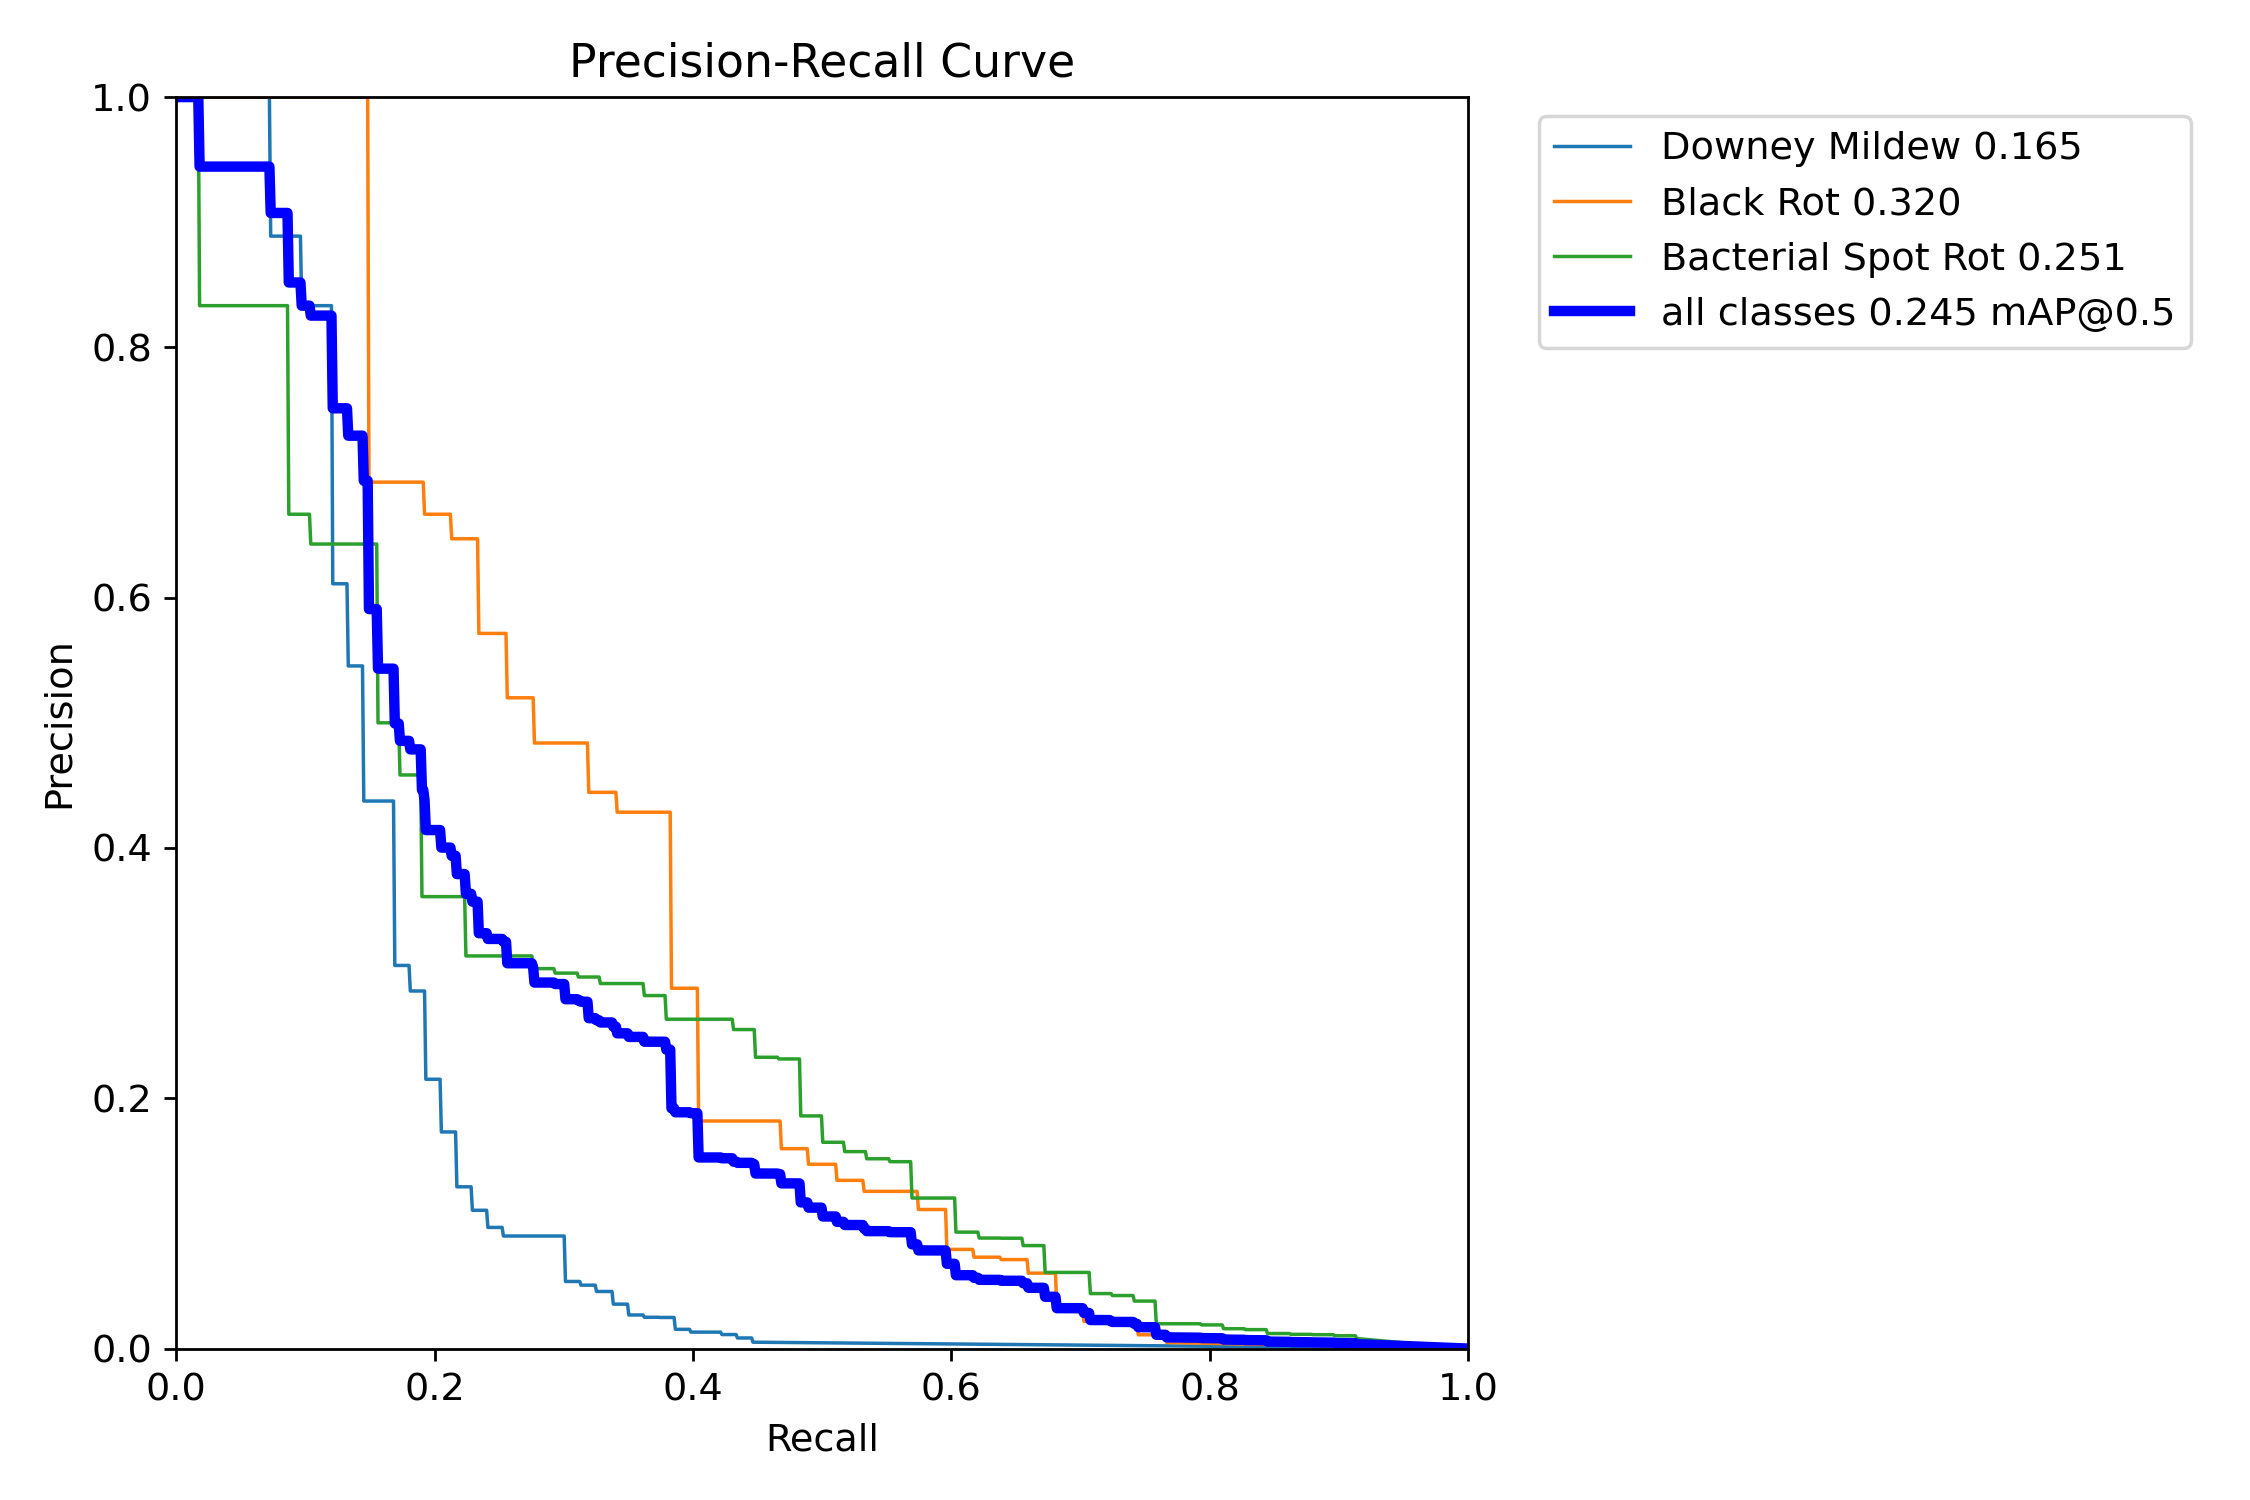 Precision-Recall Curve
1.0
0.8
0.6
0.4
0.2
0.0
Precision
0.0 0.2 0.4 0.6 0.8 1.0
Recall
Downey Mildew 0.165
Black Rot 0.320
Bacterial Spot Rot 0.251
all classes 0.245 mAP@0.5